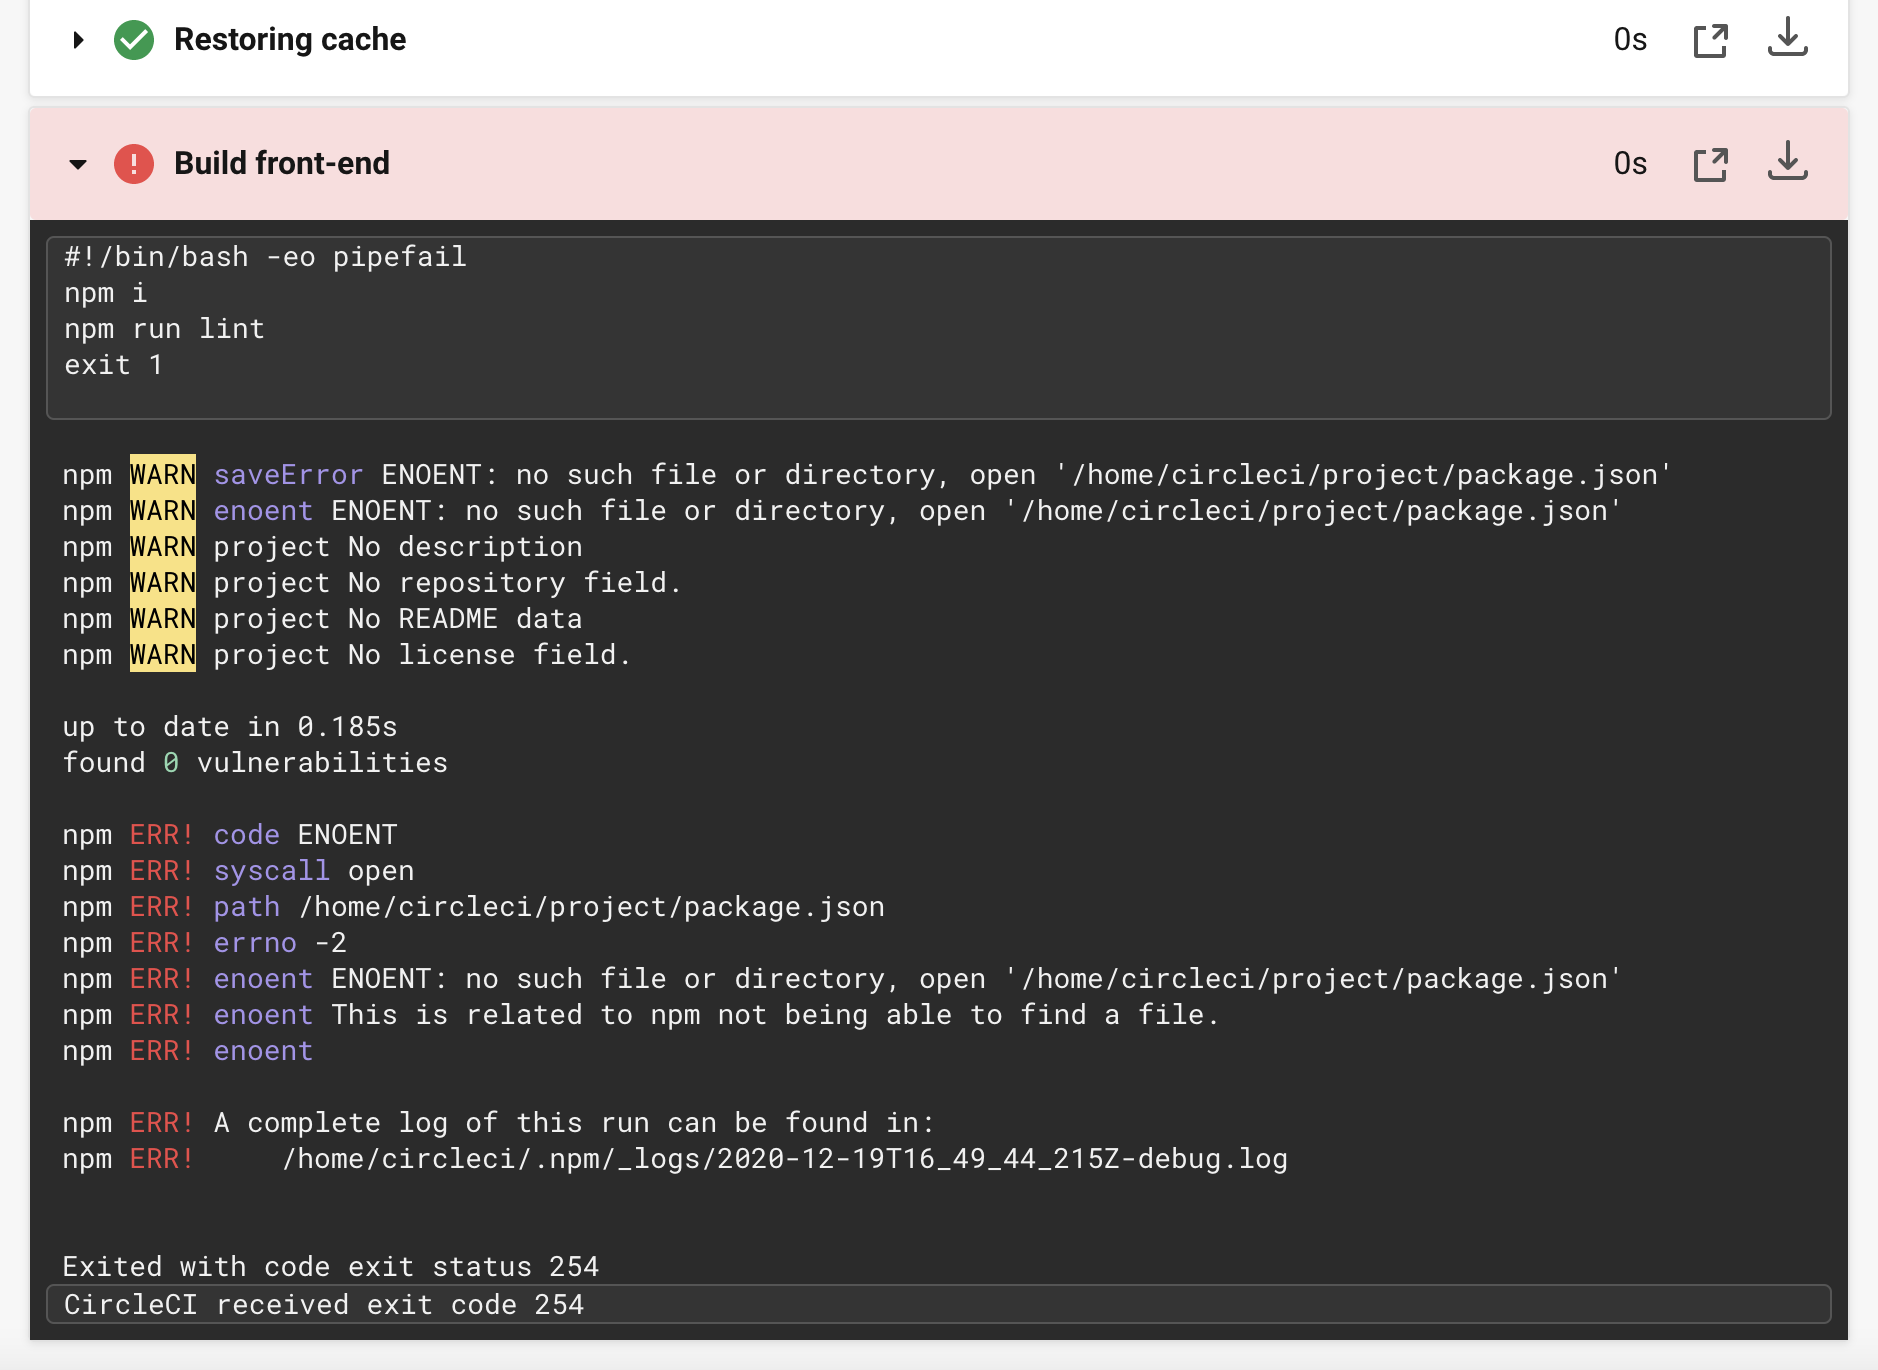 Restoring cache 0s
Build front-end 0s
#!/bin/bash -eo pipefail
npm i
npm run lint
exit 1
npm WARN saveError ENOENT: no such file or directory, open '/home/circleci/project/package.json'
npm WARN enoent ENOENT: no such file or directory, open '/home/circleci/project/package.json'
npm WARN project No description
npm WARN project No repository field.
npm WARN project No README data
npm WARN project No license field.
up to date in 0.185s
found 0 vulnerabilities
npm ERR! code ENOENT
npm ERR! syscall open
npm ERR! path /home/circleci/project/package.json
npm ERR! errno -2
npm ERR! enoent ENOENT: no such file or directory, open '/home/circleci/project/package.json'
npm ERR! enoent This is related to npm not being able to find a file.
npm ERR! enoent
npm ERR! A complete log of this run can be found in:
npm ERR!     /home/circleci/.npm/_logs/2020-12-19T16_49_44_215Z-debug.log
Exited with code exit status 254
CircleCI received exit code 254